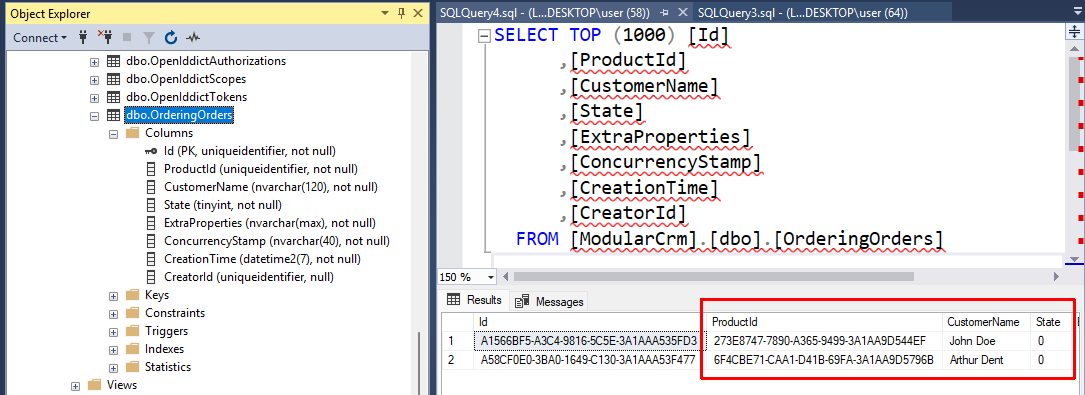 Object Explorer
Connect
dbo.OpenIddictAuthorizations
dbo.OpenIddictScopes
dbo.OpenIddictTokens
dbo.OrderingOrders
Columns
Id (PK, uniqueidentifier, not null)
ProductId (uniqueidentifier, not null)
CustomerName (nvarchar(120), not null)
State (tinyint, not null)
ExtraProperties (nvarchar(max), not null)
ConcurrencyStamp (nvarchar(40), not null)
CreationTime (datetime2(7), not null)
CreatorId (uniqueidentifier, null)
Keys
Constraints
Triggers
Indexes
Statistics
Views
SQLQuery4.sql - (L...DESKTOP\user (58)) SQLQuery3.sql - (L...DESKTOP\user (64))
SELECT TOP (1000) [Id]
,[ProductId]
,[CustomerName]
,[State]
,[ExtraProperties]
,[ConcurrencyStamp]
,[CreationTime]
,[CreatorId]
FROM [ModularCrm].[dbo].[OrderingOrders]
150 %
Results Messages
Id ProductId CustomerName State
1 A1566BF5-A3C4-9816-5C5E-3A1AAA535FD3 273E8747-7890-A365-9499-3A1AA9D544EF John Doe 0
2 A58CF0E0-3BA0-1649-C130-3A1AAA53F477 6F4CBE71-CAA1-D41B-69FA-3A1AA9D5796B Arthur Dent 0